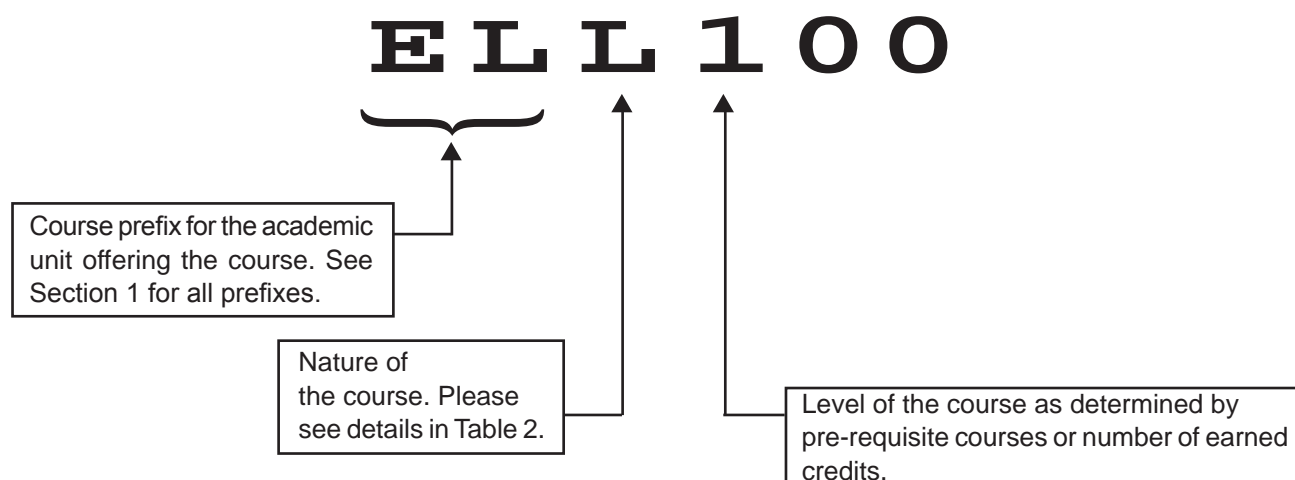 ELL100
Course prefix for the academic
unit offering the course. See
Section 1 for all prefixes.
Nature of
the course. Please
see details in Table 2.
Level of the course as determined by
pre-requisite courses or number of earned
credits.